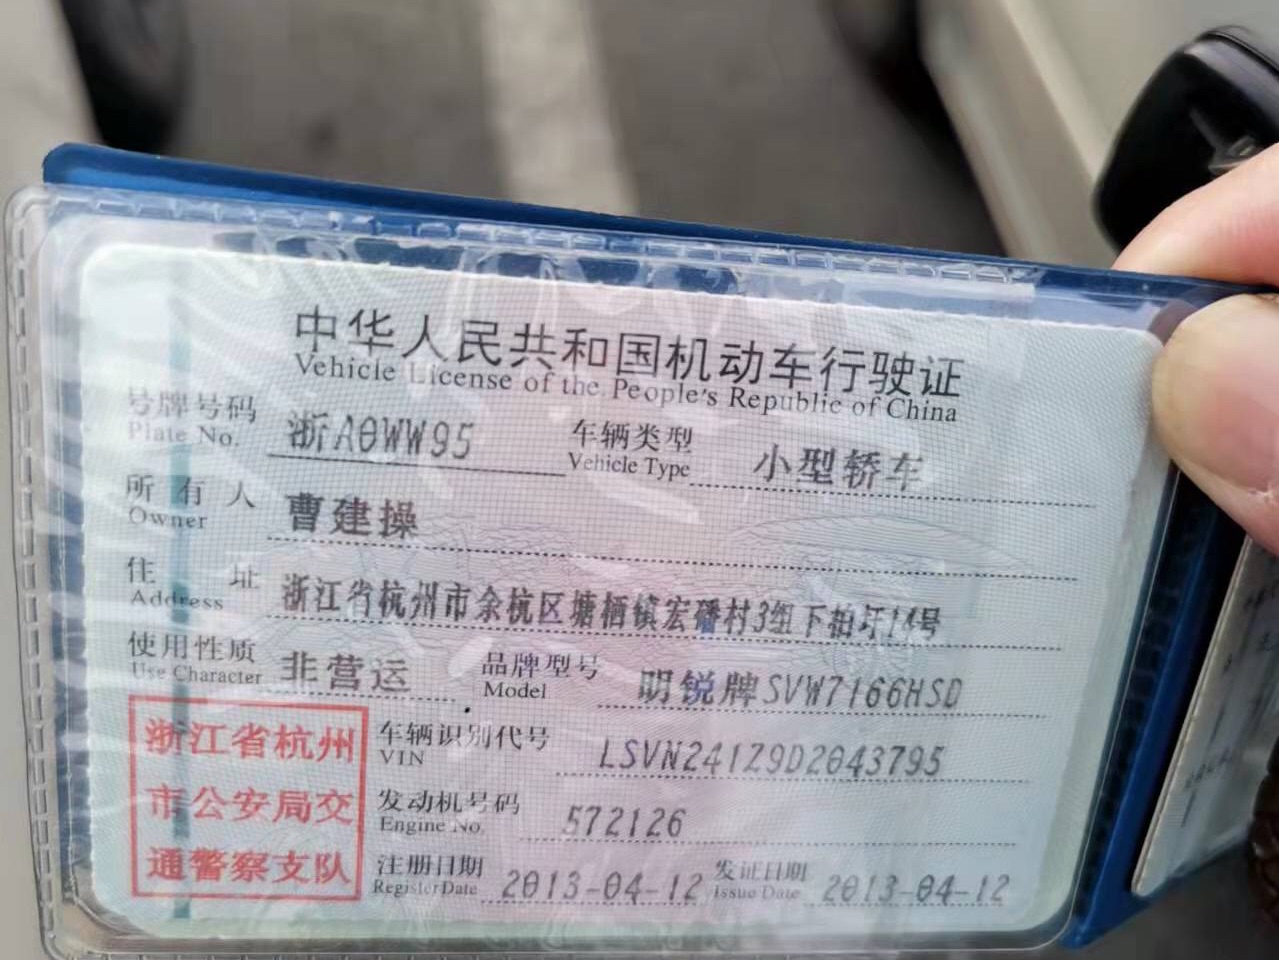 中华人民共和国机动车行驶证
Vehicle License of the People's Republic of China
号牌号码 浙A0WW95 车辆类型 小型轿车
Plate No. Vehicle Type
所有人 曹建操
Owner
住址 浙江省杭州市余杭区塘栖镇宏磻村3组下柏圩14号
Address
使用性质 非营运 品牌型号 明锐牌SVW7166HSD
Use Character Model
浙江省杭州
市公安局交
通警察支队
车辆识别代号 LSVN241Z9D2043795
VIN
发动机号码 572126
Engine No.
注册日期 2013-04-12 发证日期 2013-04-12
Register Date Issue Date